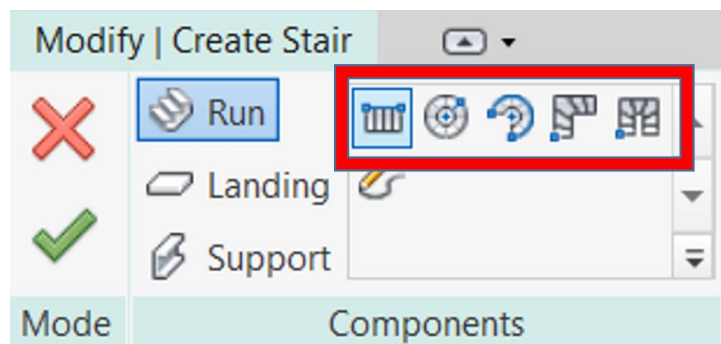 Modify | Create Stair
Run
Landing
Support
Mode
Components